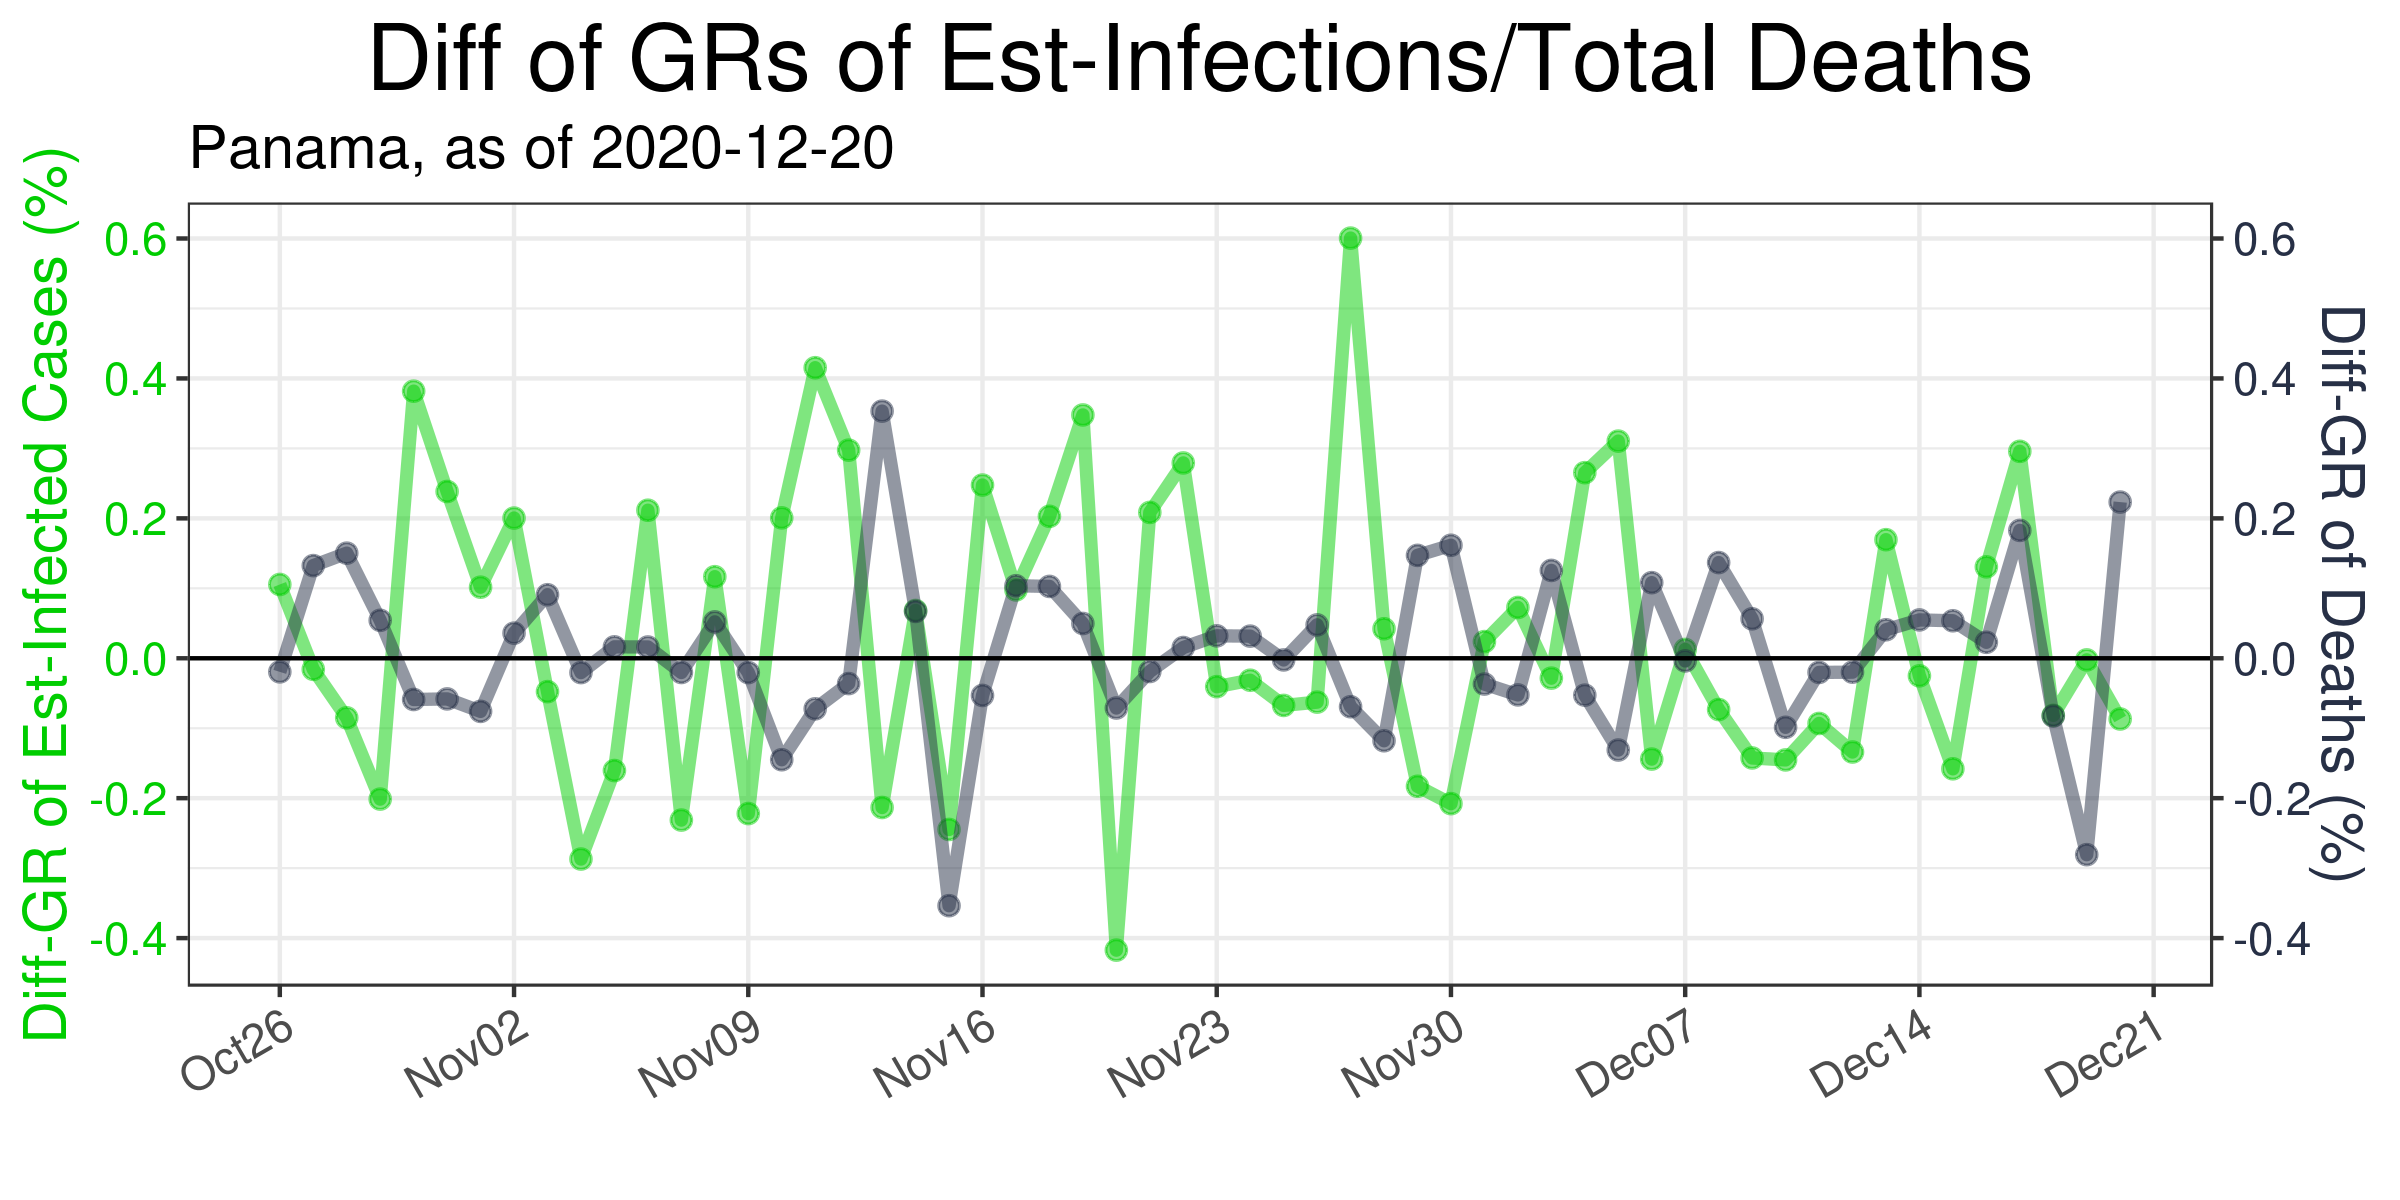 Diff of GRs of Est-Infections/Total Deaths
Panama, as of 2020-12-20
Diff-GR of Est-Infected Cases (%)
0.6
0.4
0.2
0.0
-0.2
-0.4
0.6
0.4
0.2
0.0
-0.2
-0.4
Diff-GR of Deaths (%)
Oct26
Nov02
Nov09
Nov16
Nov23
Nov30
Dec07
Dec14
Dec21